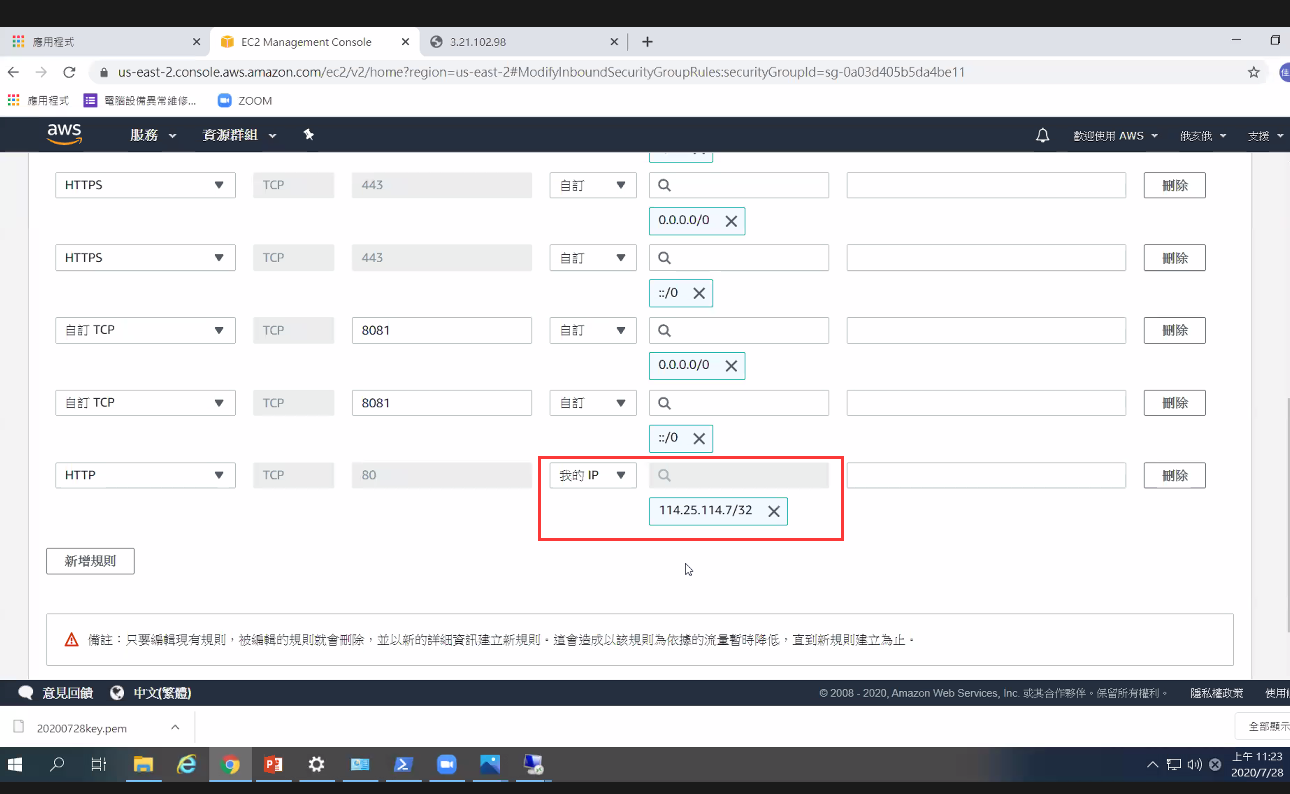 應用程式
EC2 Management Console
3.21.102.98
us-east-2.console.aws.amazon.com/ec2/v2/home?region=us-east-2#ModifyInboundSecurityGroupRules:securityGroupId=sg-0a03d405b5da4be11
應用程式 電腦設備異常維修... ZOOM
aws 服務 資源群組 歡迎使用 AWS 俄亥俄 支援
HTTPS TCP 443 自訂 刪除
0.0.0.0/0
HTTPS TCP 443 自訂 刪除
::/0
自訂 TCP TCP 8081 自訂 刪除
0.0.0.0/0
自訂 TCP TCP 8081 自訂 刪除
::/0
HTTP TCP 80 我的 IP 刪除
114.25.114.7/32
新增規則
備註：只要編輯現有規則，被編輯的規則就會刪除，並以新的詳細資訊建立新規則。這會造成以該規則為依據的流量暫時降低，直到新規則建立為止。
意見回饋 中文(繁體) © 2008 - 2020, Amazon Web Services, Inc. 或其合作夥伴。保留所有權利。 隱私權政策 使用
20200728key.pem 全部顯示
上午 11:23
2020/7/28